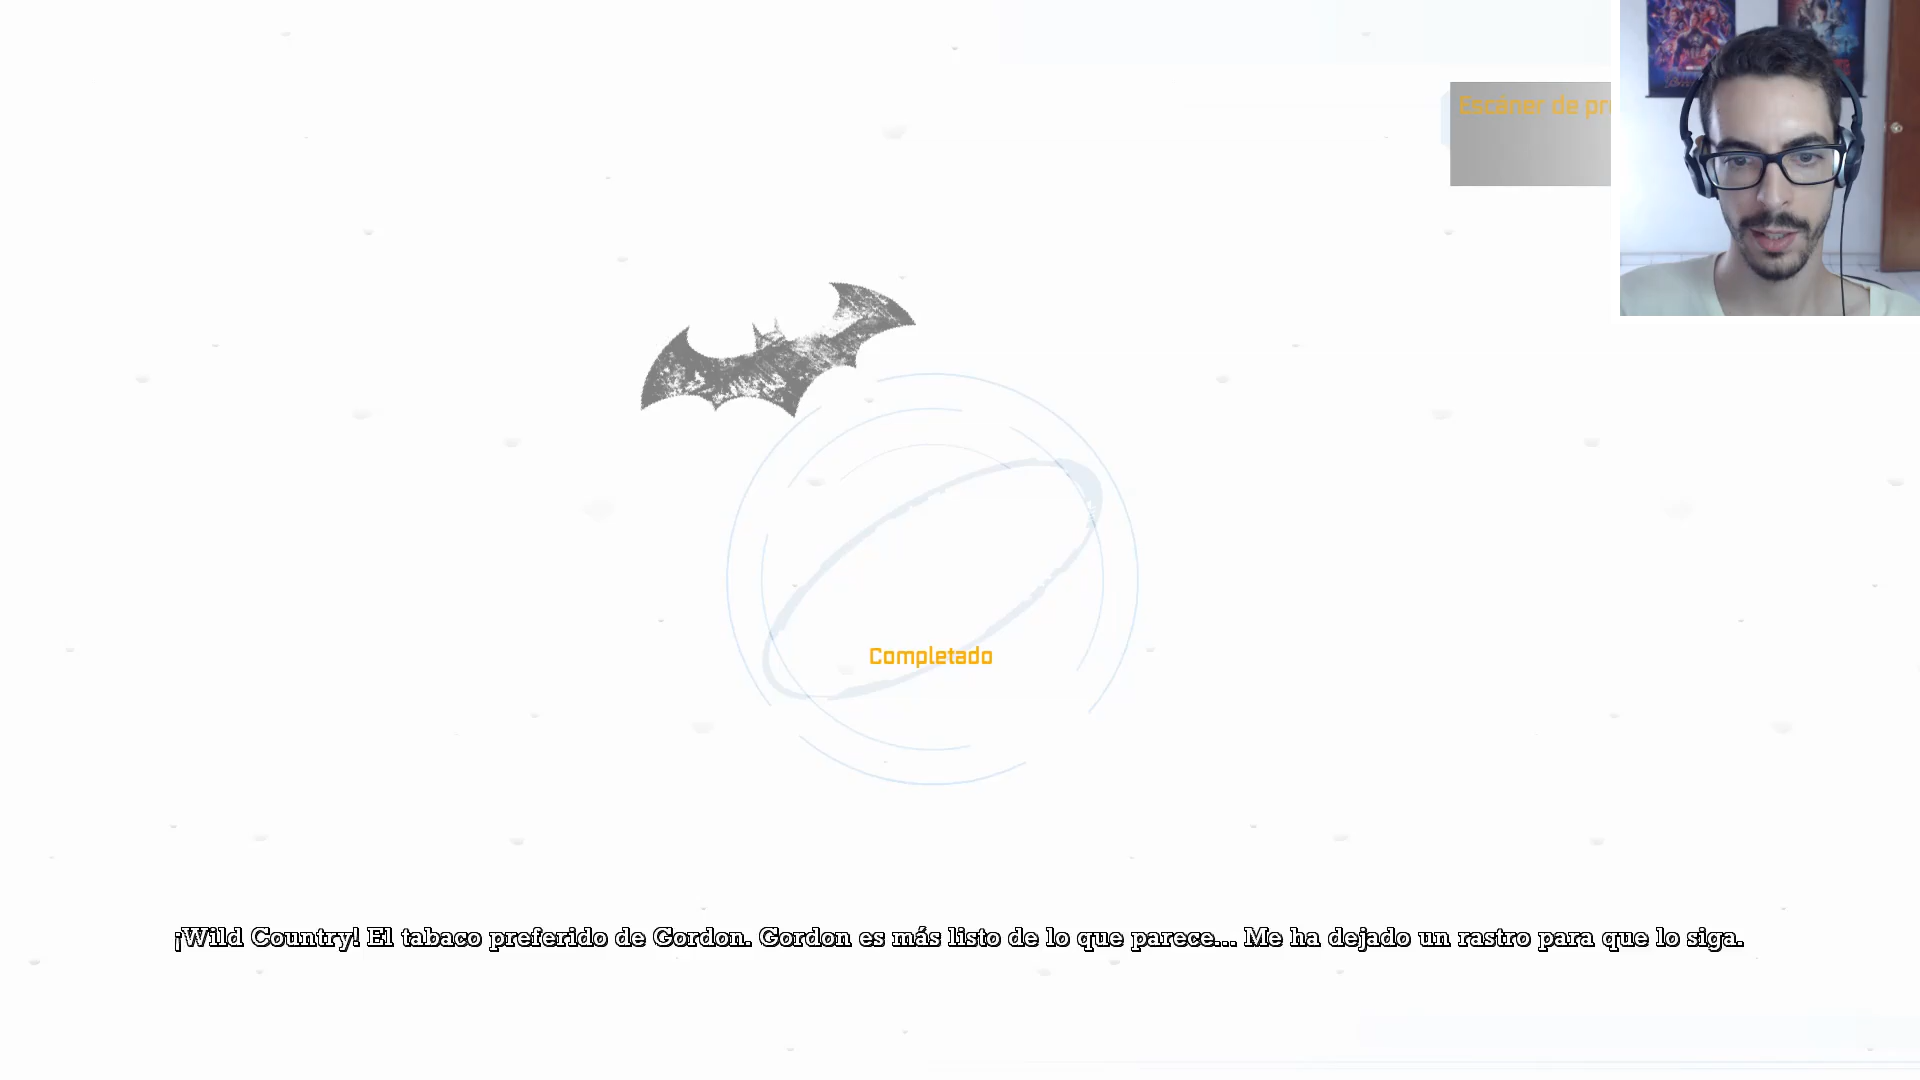 Escáner de pr
Completado
¡Wild Country! El tabaco preferido de Gordon. Gordon es más listo de lo que parece... Me ha dejado un rastro para que lo siga.